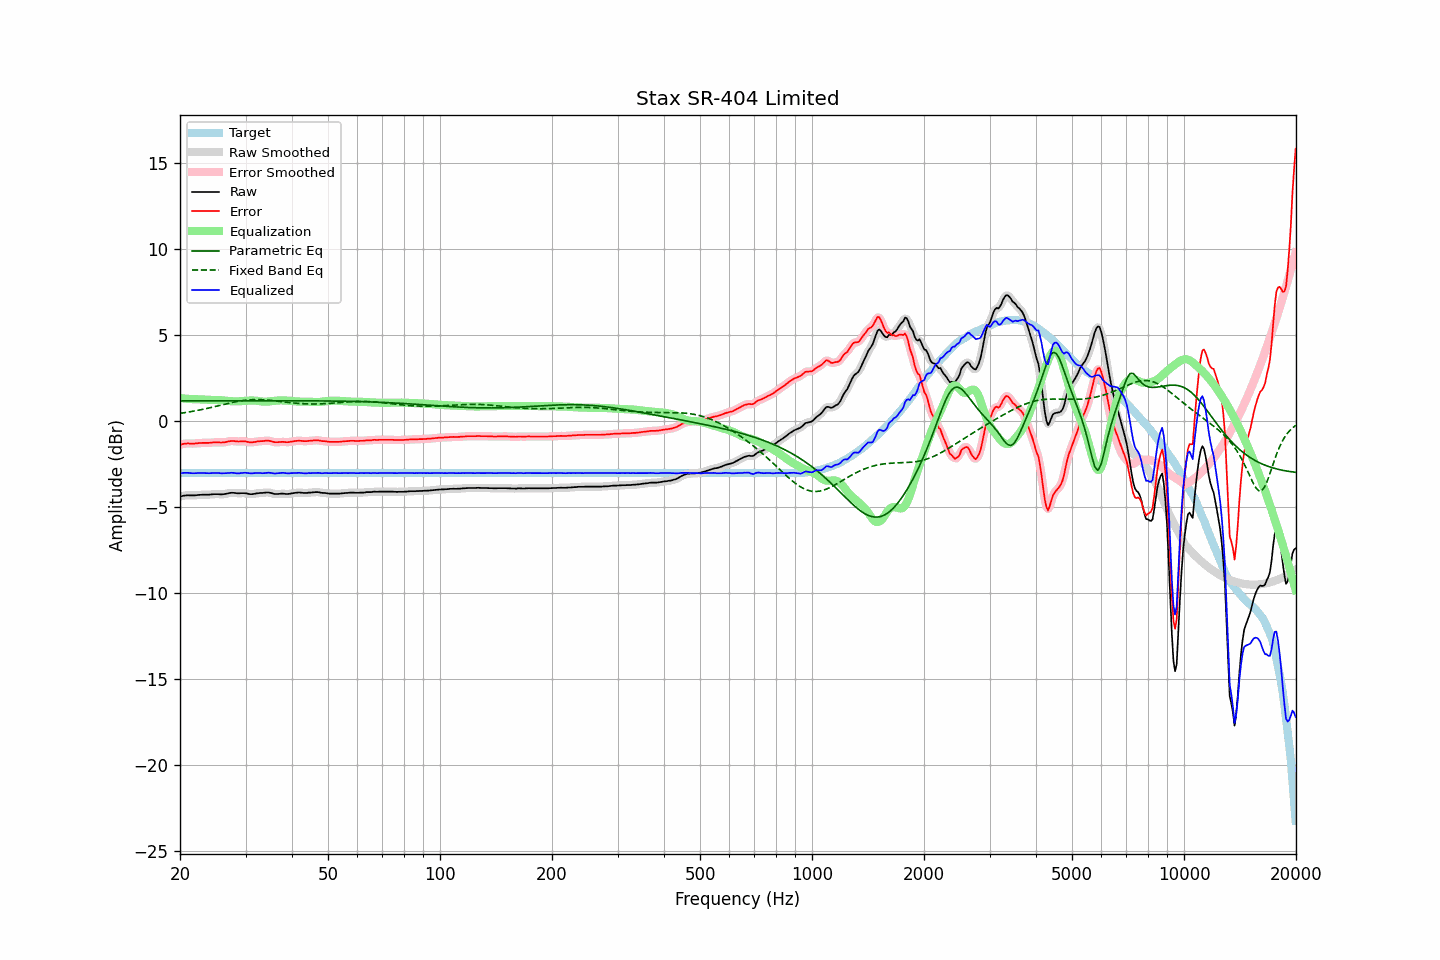 Stax SR-404 Limited
Target
Raw Smoothed
Error Smoothed
Raw
Error
Equalization
Parametric Eq
Fixed Band Eq
Equalized
Amplitude (dBr)
15
10
5
0
−5
−10
−15
−20
−25
20
50
100
200
500
1000
2000
5000
10000
20000
Frequency (Hz)